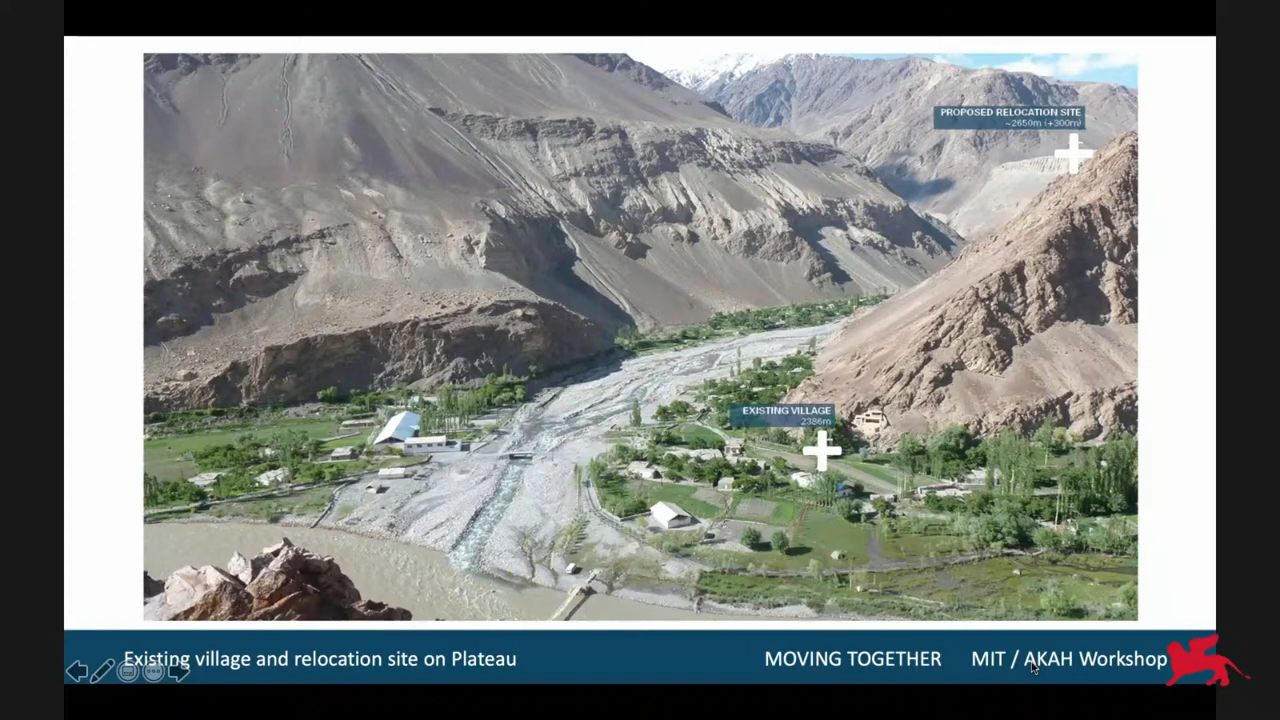 PROPOSED RELOCATION SITE
~2650m (+300m)
EXISTING VILLAGE
2386m
Existing village and relocation site on Plateau
MOVING TOGETHER
MIT / AKAH Workshop